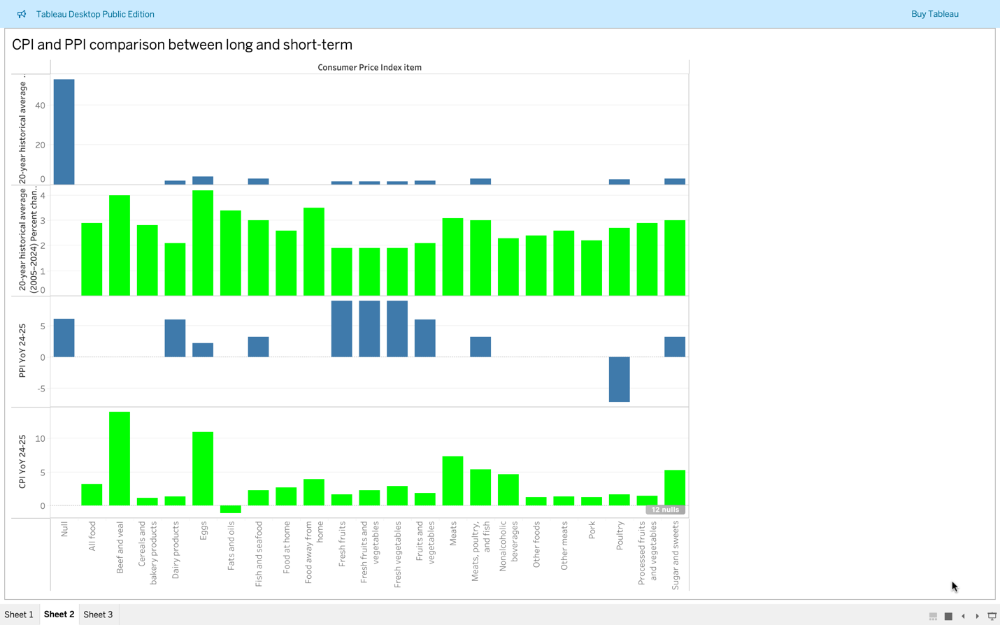 Tableau Desktop Public Edition
Buy Tableau
CPI and PPI comparison between long and short-term
Consumer Price Index item
20-year historical average ..
40
20
0
20-year historical average
(2005–2024) Percent chan..
4
3
2
1
0
PPI YoY 24-25
5
0
-5
CPI YoY 24-25
10
5
0
12 nulls
Null
All food
Beef and veal
Cereals and
bakery products
Dairy products
Eggs
Fats and oils
Fish and seafood
Food at home
Food away from
home
Fresh fruits
Fresh fruits and
vegetables
Fresh vegetables
Fruits and
vegetables
Meats
Meats, poultry,
and fish
Nonalcoholic
beverages
Other foods
Other meats
Pork
Poultry
Processed fruits
and vegetables
Sugar and sweets
Sheet 1
Sheet 2
Sheet 3